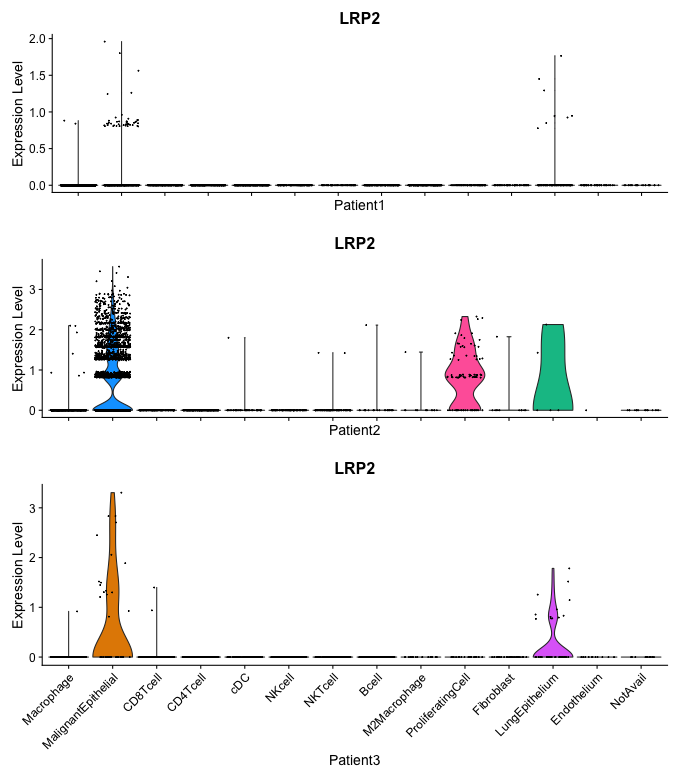 LRP2
Expression Level
2.0
1.5
1.0
0.5
0.0
Patient1
LRP2
Expression Level
3
2
1
0
Patient2
LRP2
Expression Level
3
2
1
0
Macrophage
MalignantEpithelial
CD8Tcell
CD4Tcell
cDC
NKcell
NKTcell
Bcell
M2Macrophage
ProliferatingCell
Fibroblast
LungEpithelium
Endothelium
NotAvail
Patient3